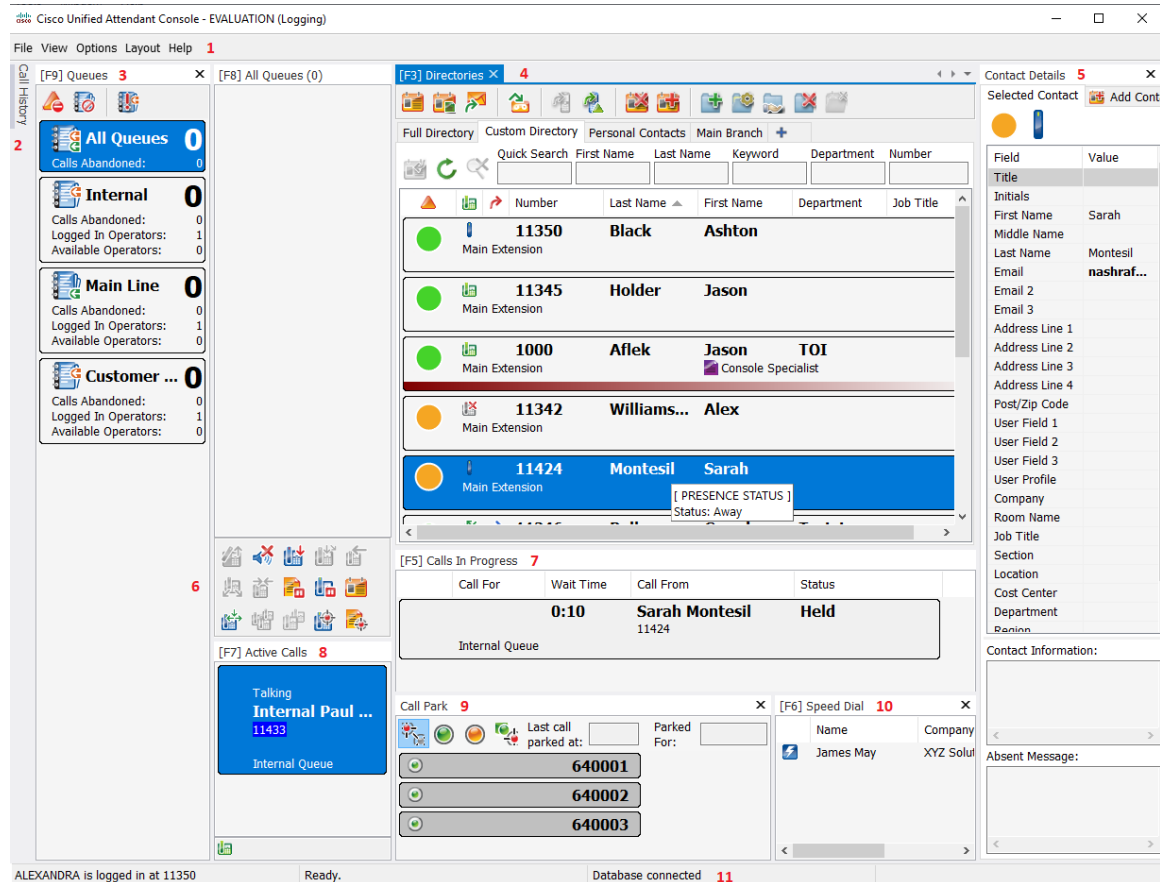 Cisco Unified Attendant Console - EVALUATION (Logging)
File View Options Layout Help 1
Call History
2
[F9] Queues 3
All Queues 0
Calls Abandoned: 0
Internal 0
Calls Abandoned: 0
Logged In Operators: 1
Available Operators: 0
Main Line 0
Calls Abandoned: 0
Logged In Operators: 1
Available Operators: 0
Customer ... 0
Calls Abandoned: 0
Logged In Operators: 1
Available Operators: 0
[F8] All Queues (0)
6
[F7] Active Calls 8
Talking
Internal Paul ...
11433
Internal Queue
[F3] Directories 4
Full Directory Custom Directory Personal Contacts Main Branch
Quick Search First Name Last Name Keyword Department Number
Number Last Name First Name Department Job Title
11350 Black Ashton
Main Extension
11345 Holder Jason
Main Extension
1000 Aflek Jason TOI
Main Extension Console Specialist
11342 Williams... Alex
Main Extension
11424 Montesil Sarah
Main Extension
[ PRESENCE STATUS ]
Status: Away
[F5] Calls In Progress 7
Call For Wait Time Call From Status
0:10 Sarah Montesil Held
11424
Internal Queue
Call Park 9
Last call parked at: Parked For:
640001
640002
640003
[F6] Speed Dial 10
Name Company
James May XYZ Solut
Contact Details 5
Selected Contact Add Cont
Field Value
Title
Initials
First Name Sarah
Middle Name
Last Name Montesil
Email nashraf...
Email 2
Email 3
Address Line 1
Address Line 2
Address Line 3
Address Line 4
Post/Zip Code
User Field 1
User Field 2
User Field 3
User Profile
Company
Room Name
Job Title
Section
Location
Cost Center
Department
Region
Contact Information:
Absent Message:
ALEXANDRA is logged in at 11350 Ready. Database connected 11